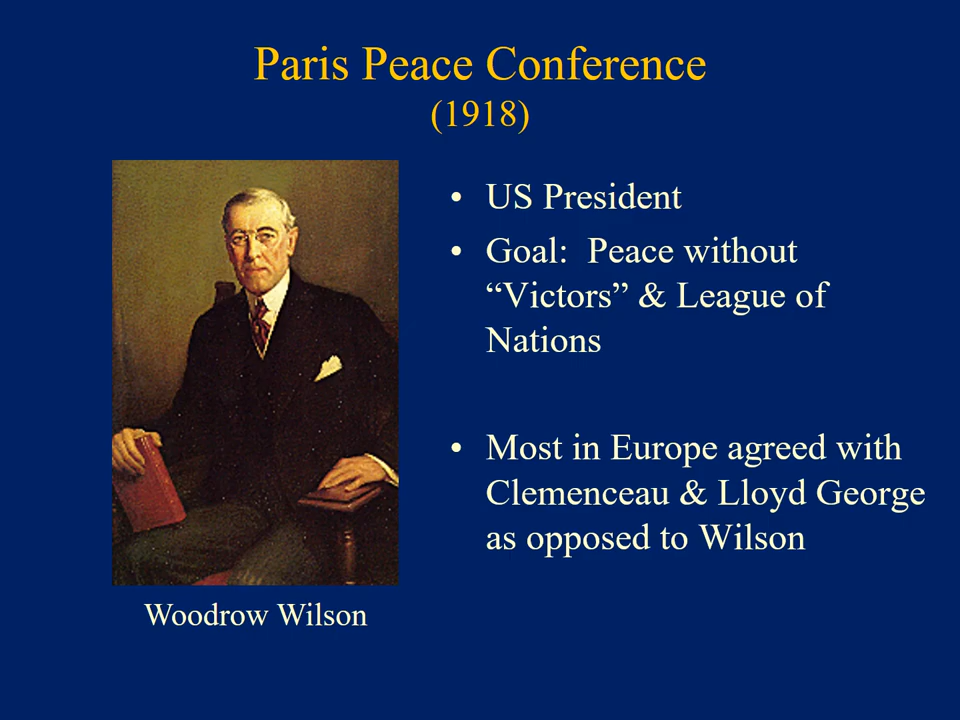 Paris Peace Conference
(1918)
• US President
• Goal:  Peace without
“Victors” & League of
Nations
• Most in Europe agreed with
Clemenceau & Lloyd George
as opposed to Wilson
Woodrow Wilson